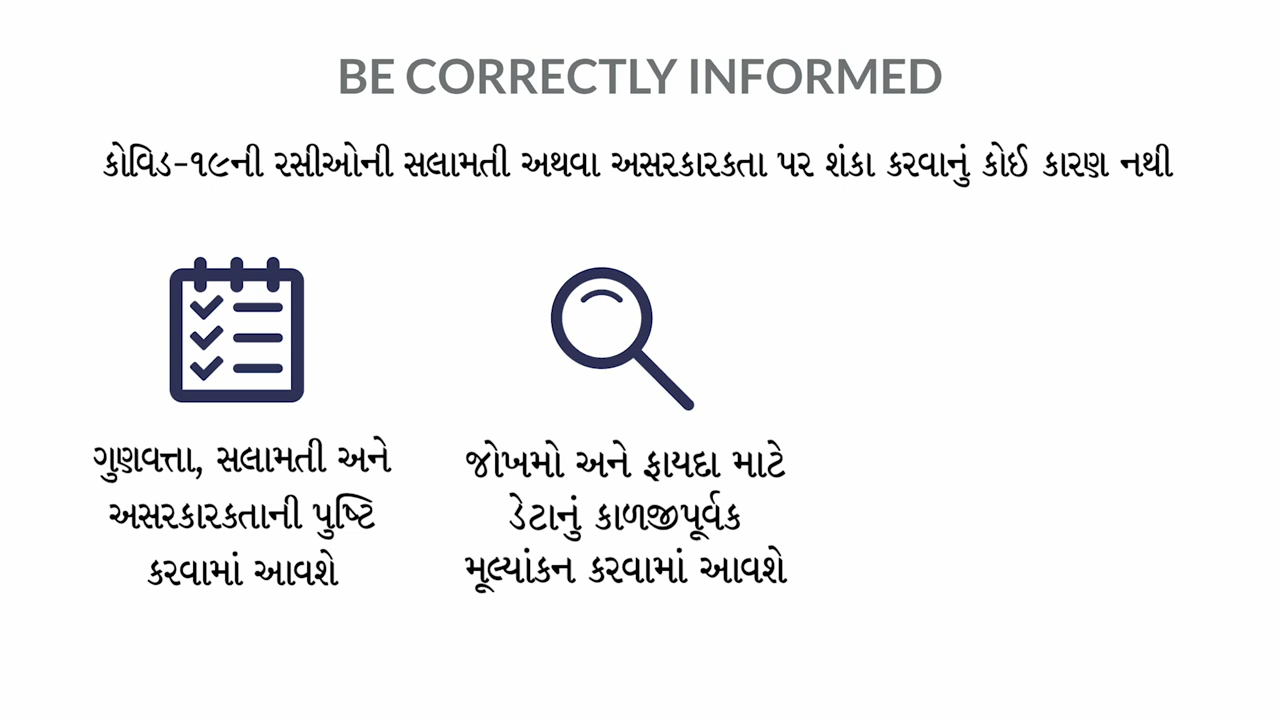 BE CORRECTLY INFORMED
કોવિડ-૧૯ની રસીઓની સલામતી અથવા અસરકારકતા પર શંકા કરવાનું કોઈ કારણ નથી
ગુણવત્તા, સલામતી અને
અસરકારકતાની પુષ્ટિ
કરવામાં આવશે
જોખમો અને ફાયદા માટે
ડેટાનું કાળજીપૂર્વક
મૂલ્યાંકન કરવામાં આવશે